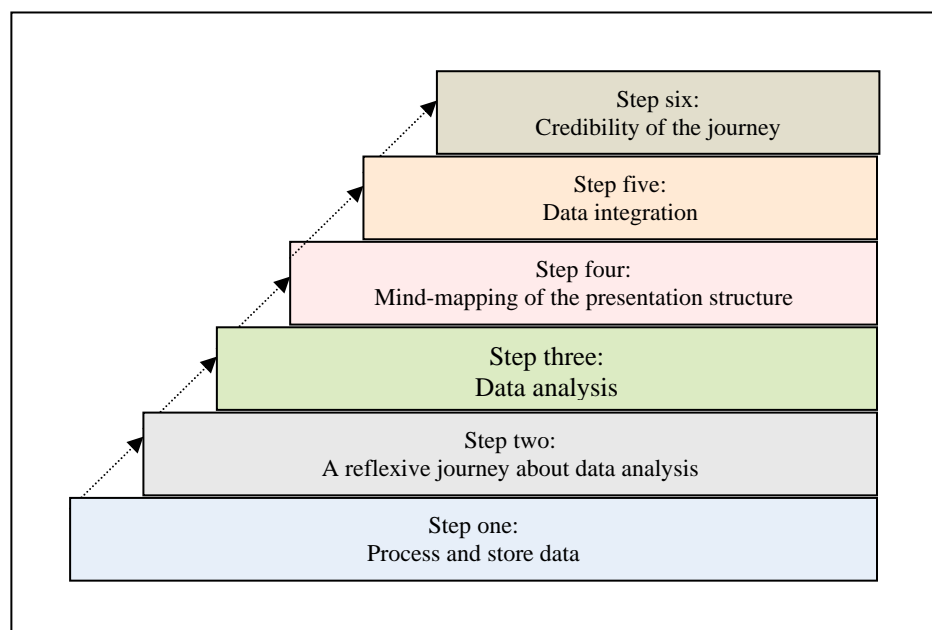 Step six:
Credibility of the journey
Step five:
Data integration
Step four:
Mind-mapping of the presentation structure
Step three:
Data analysis
Step two:
A reflexive journey about data analysis
Step one:
Process and store data